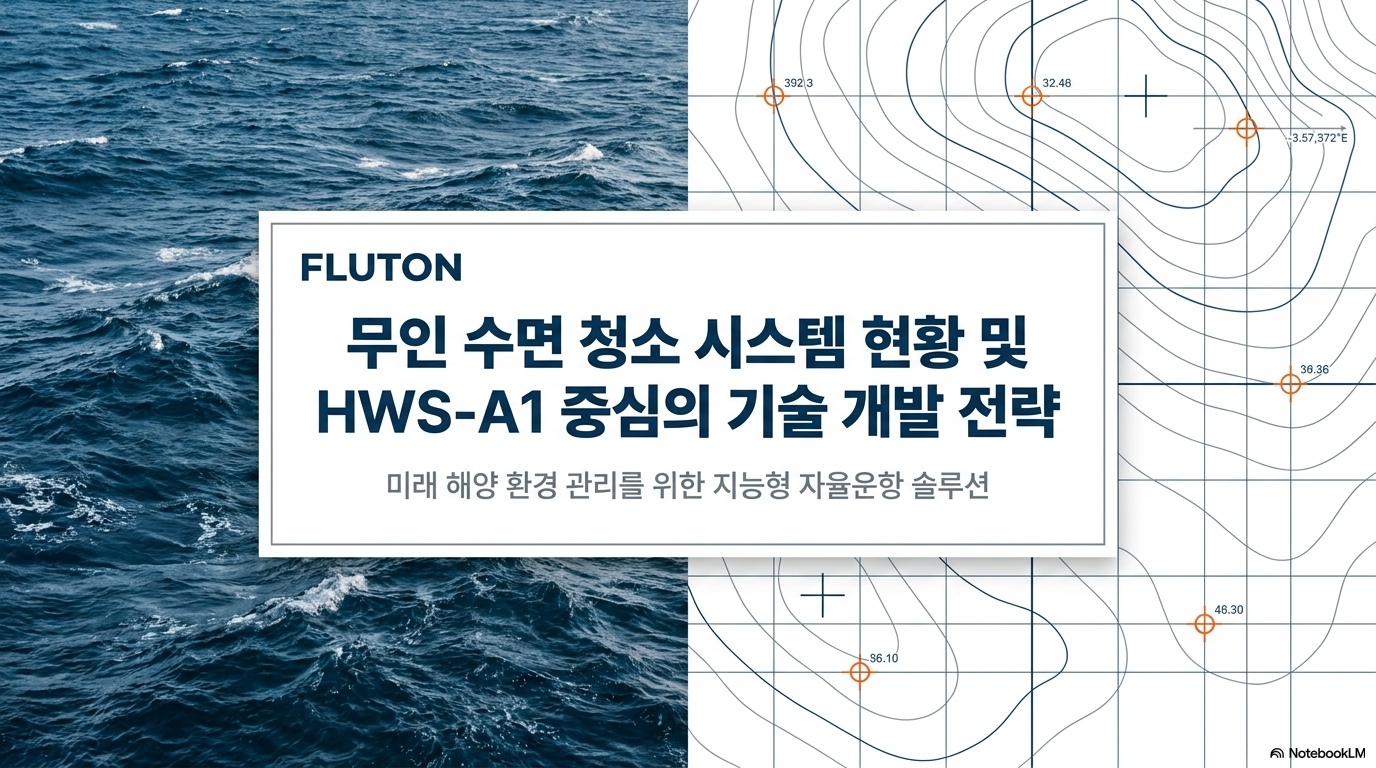 392.3
32.46
3.57,372°E
FLUTON
무인 수면 청소 시스템 현황 및
HWS-A1 중심의 기술 개발 전략
미래 해양 환경 관리를 위한 지능형 자율운항 솔루션
36.36
46.30
36.10
NotebookLM